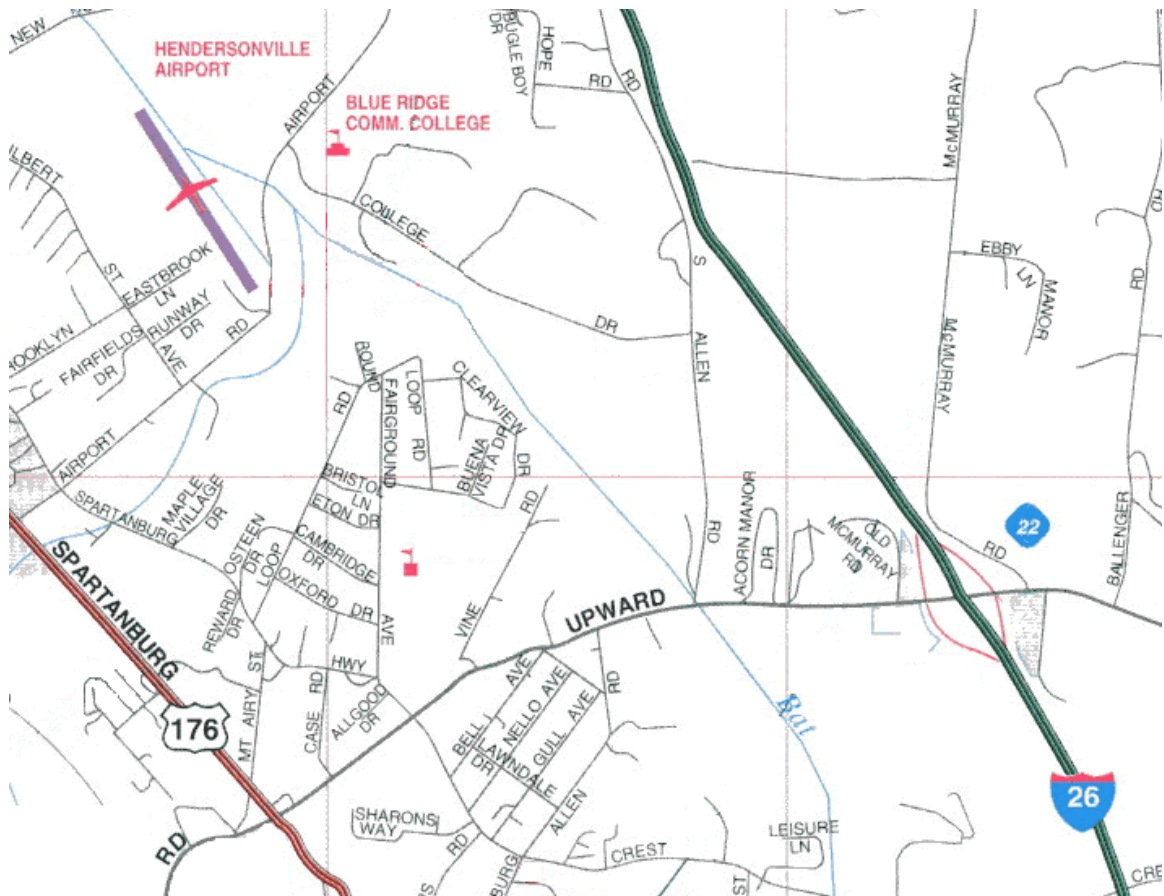 NEW
HENDERSONVILLE
AIRPORT
AIRPORT
BLUE RIDGE
COMM. COLLEGE
BUGLE BOY
DR
HOPE
RD
RD
McMURRAY
RD
COLLEGE
DR
S
ALLEN
RD
EBBY
LN
MANOR
RD
McMURRAY
ST
EASTBROOK
LN
RUNWAY
DR
FAIRFIELDS
DR
AVE
RD
AIRPORT
ROUND
RD
LOOP
RD
FAIRGROUND
CLEARVIEW
DR
BUENA
VISTA DR
BRISTOL
LN
ETON DR
CAMBRIDGE
DR
OXFORD DR
AVE
MAPLE
VILLAGE
DR
SPARTANBURG
OSTEEN
DR
LOOP
REWARD
DR
SPARTANBURG
176
MT AIRY ST
HWY
CASE RD
ALLGOOD
DR
VINE
RD
UPWARD
ACORN MANOR
DR
OLD
McMURRAY
RD
22
RD
BALLENGER
Bat
BELL
AVE
NELLO AVE
GULL AVE
LAWNDALE
DR
RD
ALLEN
SHARONS
WAY
RD
RD
CREST
LEISURE
LN
ST
26